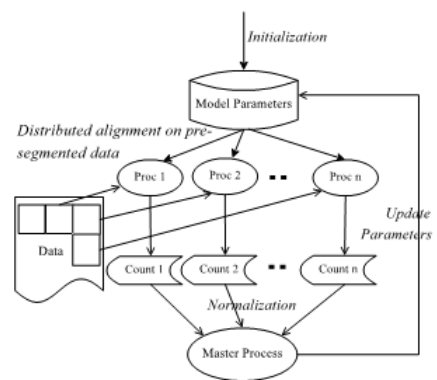 Initialization
Model Parameters
Distributed alignment on pre-
segmented data
Proc 1
Proc 2
Proc n
Data
Update
Parameters
Count 1
Count 2
Count n
Normalization
Master Process